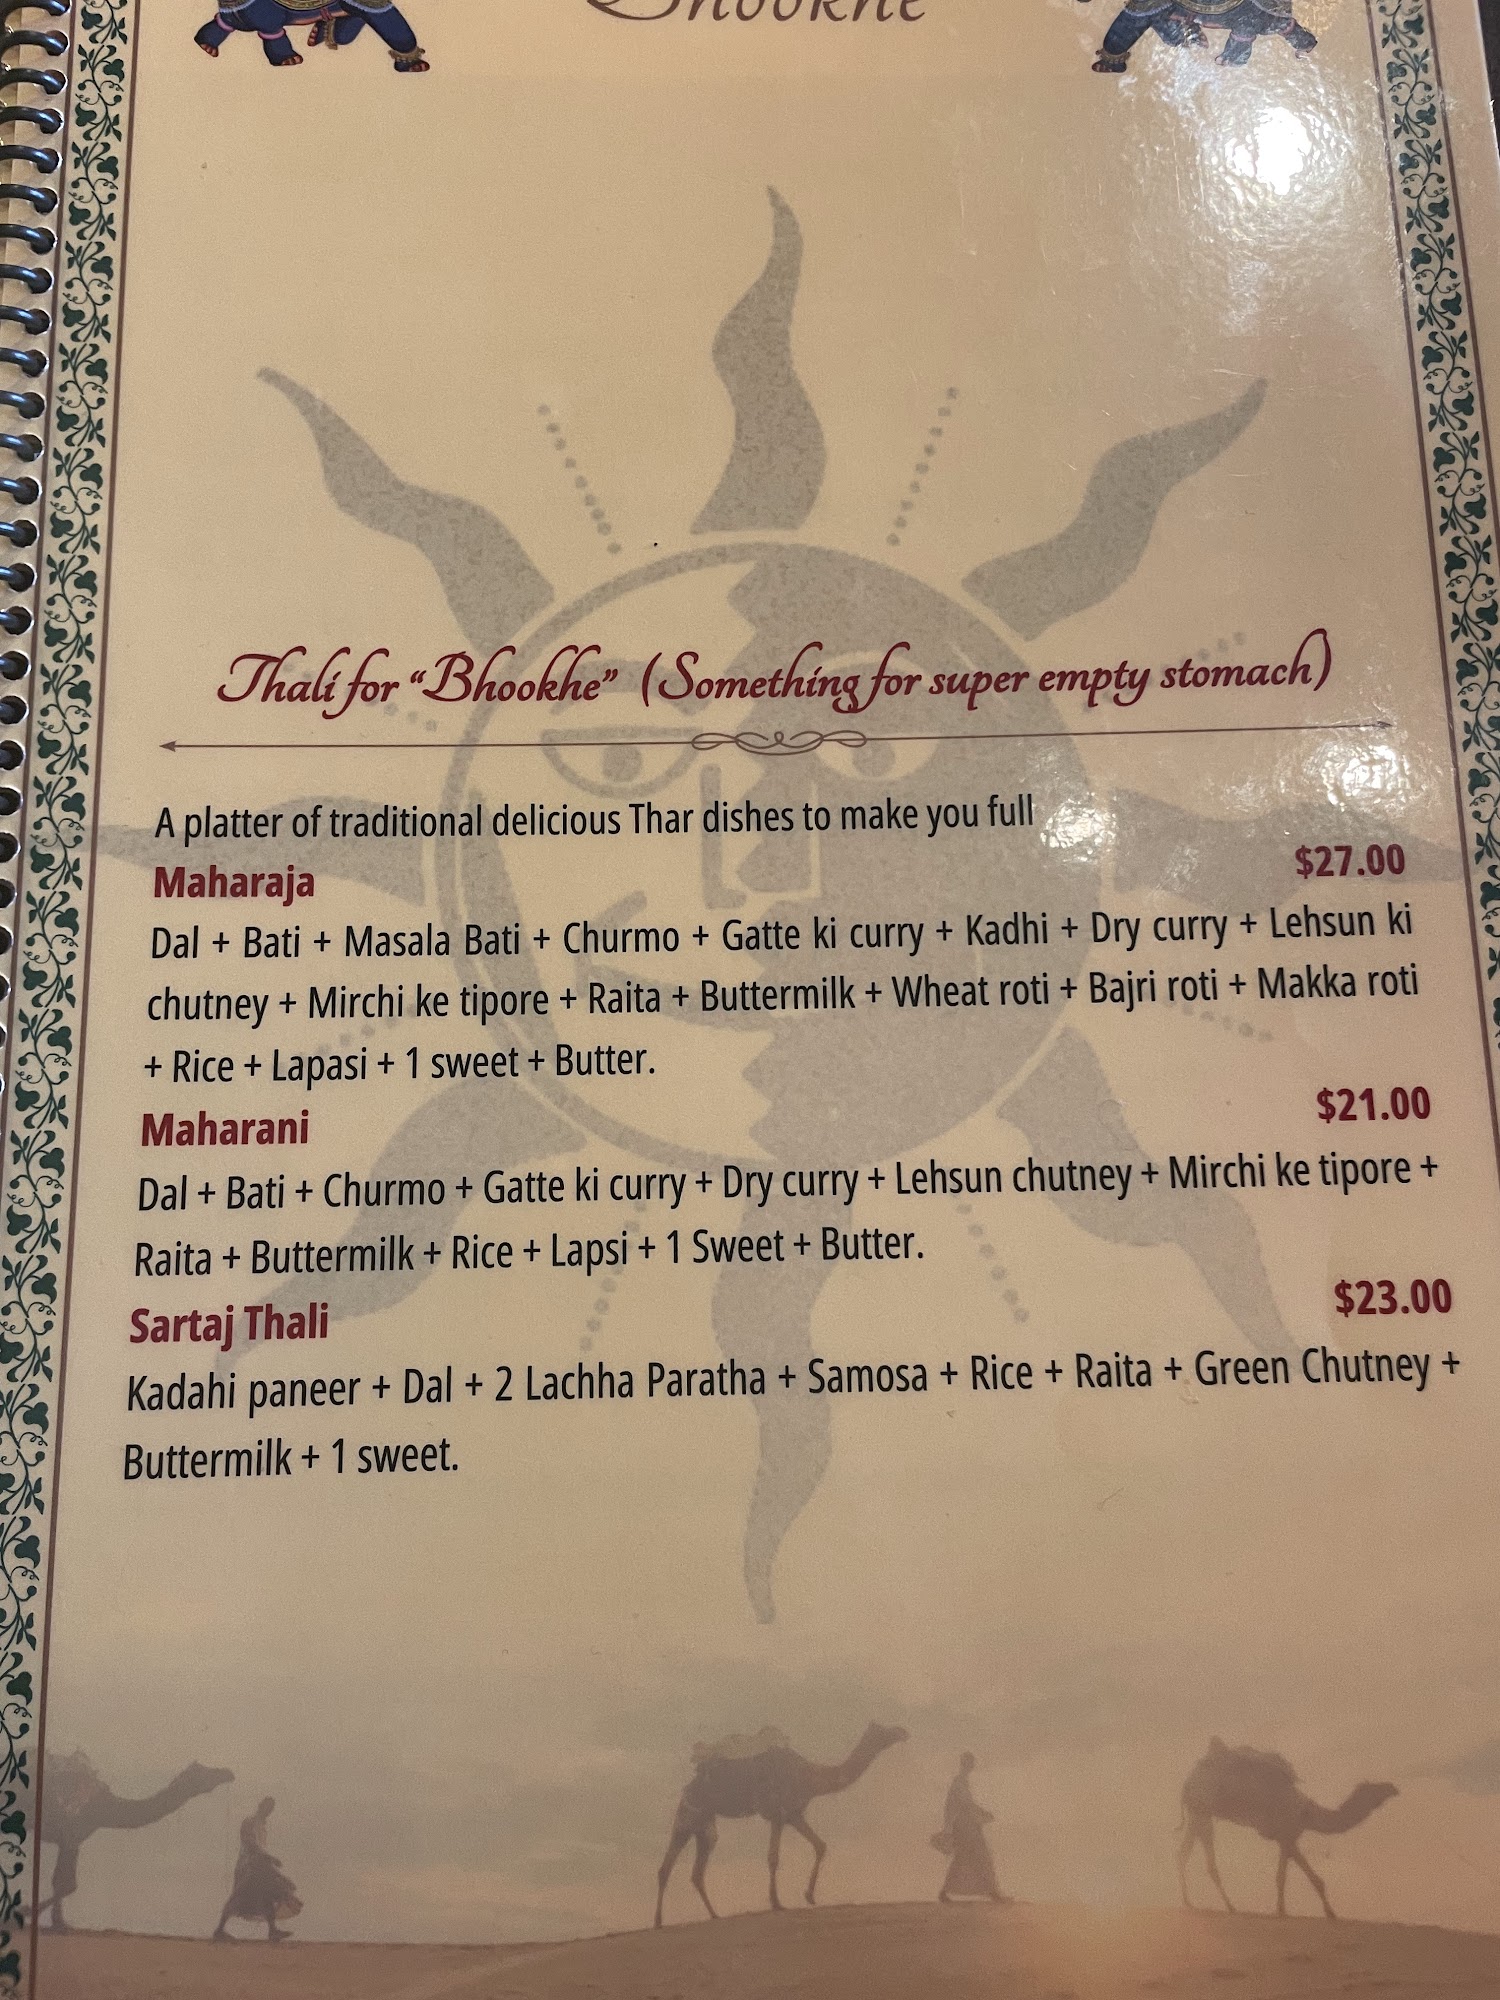 Bhookhe
Thali for “Bhookhe” (Something for super empty stomach)
A platter of traditional delicious Thar dishes to make you full
Maharaja $27.00
Dal + Bati + Masala Bati + Churmo + Gatte ki curry + Kadhi + Dry curry + Lehsun ki
chutney + Mirchi ke tipore + Raita + Buttermilk + Wheat roti + Bajri roti + Makka roti
+ Rice + Lapasi + 1 sweet + Butter.
Maharani $21.00
Dal + Bati + Churmo + Gatte ki curry + Dry curry + Lehsun chutney + Mirchi ke tipore +
Raita + Buttermilk + Rice + Lapsi + 1 Sweet + Butter.
Sartaj Thali $23.00
Kadahi paneer + Dal + 2 Lachha Paratha + Samosa + Rice + Raita + Green Chutney +
Buttermilk + 1 sweet.